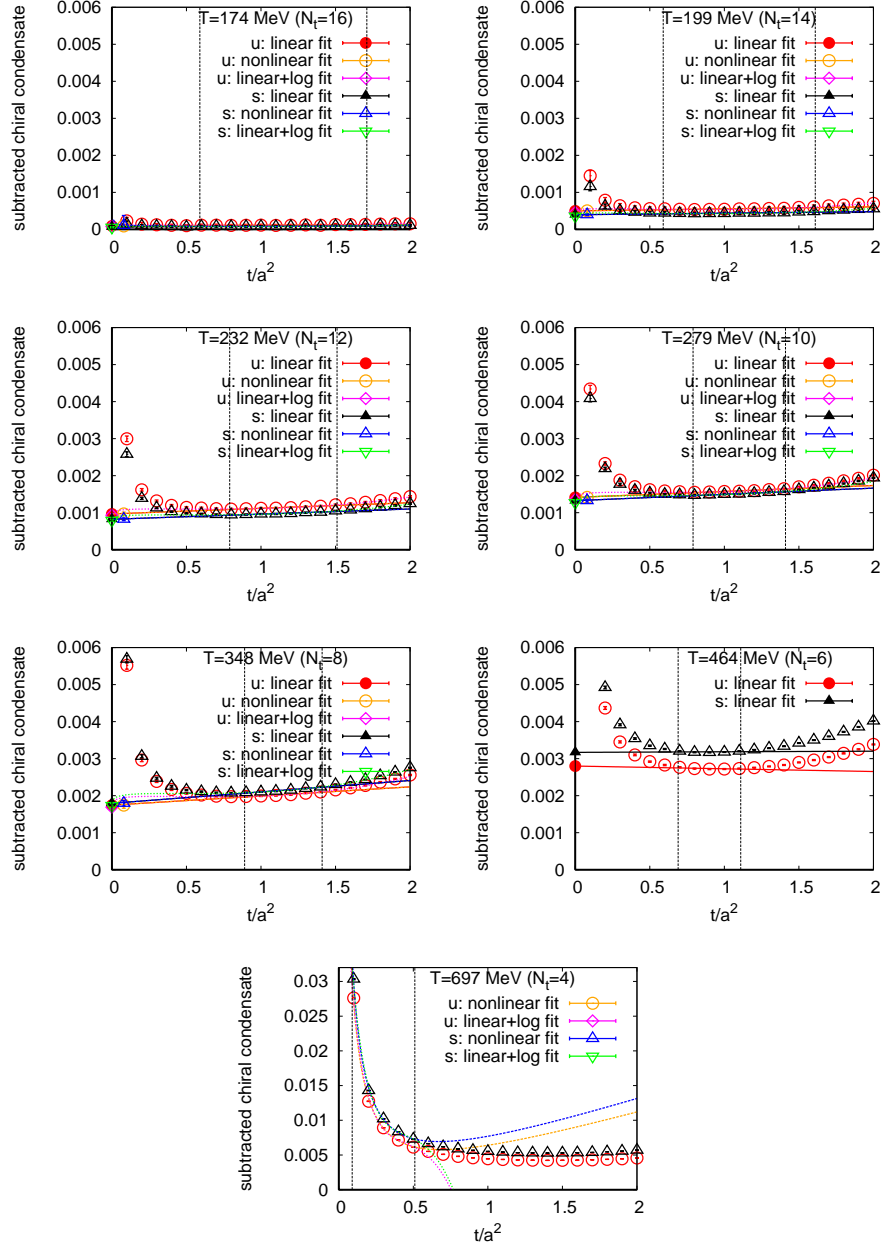 T=174 MeV (N_t=16)
subtracted chiral condensate
0.006
0.005
0.004
0.003
0.002
0.001
0
u: linear fit
u: nonlinear fit
u: linear+log fit
s: linear fit
s: nonlinear fit
s: linear+log fit
0 0.5 1 1.5 2
t/a^2
T=199 MeV (N_t=14)
subtracted chiral condensate
0.006
0.005
0.004
0.003
0.002
0.001
0
u: linear fit
u: nonlinear fit
u: linear+log fit
s: linear fit
s: nonlinear fit
s: linear+log fit
0 0.5 1 1.5 2
t/a^2
T=232 MeV (N_t=12)
subtracted chiral condensate
0.006
0.005
0.004
0.003
0.002
0.001
0
u: linear fit
u: nonlinear fit
u: linear+log fit
s: linear fit
s: nonlinear fit
s: linear+log fit
0 0.5 1 1.5 2
t/a^2
T=279 MeV (N_t=10)
subtracted chiral condensate
0.006
0.005
0.004
0.003
0.002
0.001
0
u: linear fit
u: nonlinear fit
u: linear+log fit
s: linear fit
s: nonlinear fit
s: linear+log fit
0 0.5 1 1.5 2
t/a^2
T=348 MeV (N_t=8)
subtracted chiral condensate
0.006
0.005
0.004
0.003
0.002
0.001
0
u: linear fit
u: nonlinear fit
u: linear+log fit
s: linear fit
s: nonlinear fit
s: linear+log fit
0 0.5 1 1.5 2
t/a^2
T=464 MeV (N_t=6)
subtracted chiral condensate
0.006
0.005
0.004
0.003
0.002
0.001
0
u: linear fit
s: linear fit
0 0.5 1 1.5 2
t/a^2
T=697 MeV (N_t=4)
subtracted chiral condensate
0.03
0.025
0.02
0.015
0.01
0.005
0
u: nonlinear fit
u: linear+log fit
s: nonlinear fit
s: linear+log fit
0 0.5 1 1.5 2
t/a^2